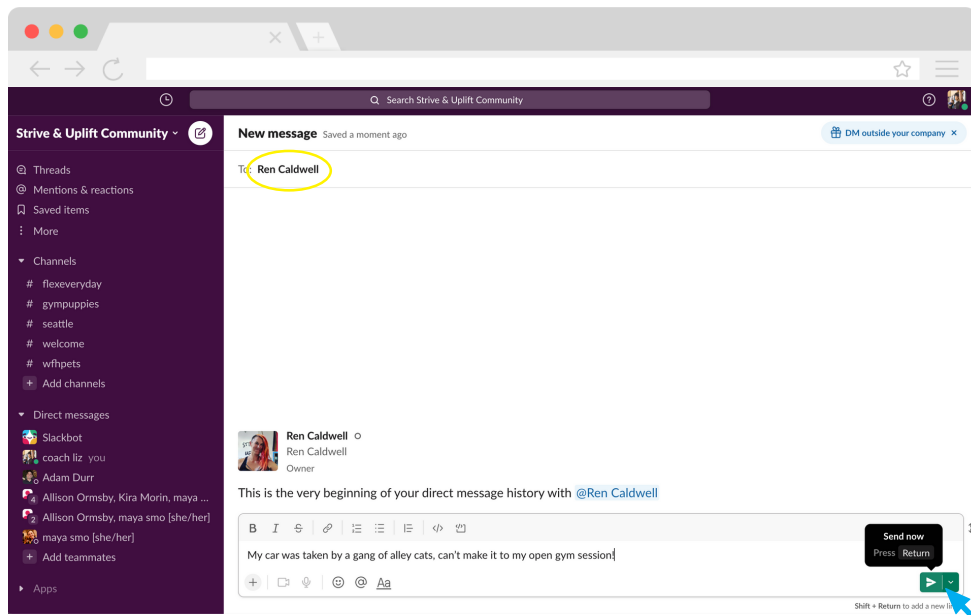 Search Strive & Uplift Community
Strive & Uplift Community
Threads
Mentions & reactions
Saved items
More
Channels
# flexeveryday
# gympuppies
# seattle
# welcome
# wfhpets
+ Add channels
Direct messages
Slackbot
coach liz you
Adam Durr
4 Allison Ormsby, Kira Morin, maya ...
2 Allison Ormsby, maya smo [she/her]
maya smo [she/her]
+ Add teammates
Apps
New message Saved a moment ago
DM outside your company ×
To: Ren Caldwell
Ren Caldwell
Ren Caldwell
Owner
This is the very beginning of your direct message history with @Ren Caldwell
B I S
My car was taken by a gang of alley cats, can't make it to my open gym session!
+ @ Aa
Send now
Press Return
Shift + Return to add a new